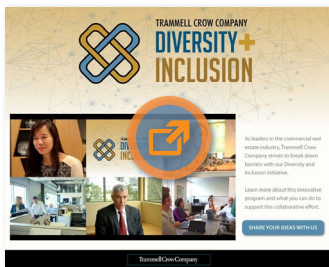 TRAMMELL CROW COMPANY
DIVERSITY+
INCLUSION
As leaders in the commercial real
estate industry, Trammell Crow
Company strives to break down
barriers with our Diversity and
Inclusion Initiative.
Learn more about this innovative
program and what you can do to
support this collaborative effort.
SHARE YOUR IDEAS WITH US
TrammellCrowCompany